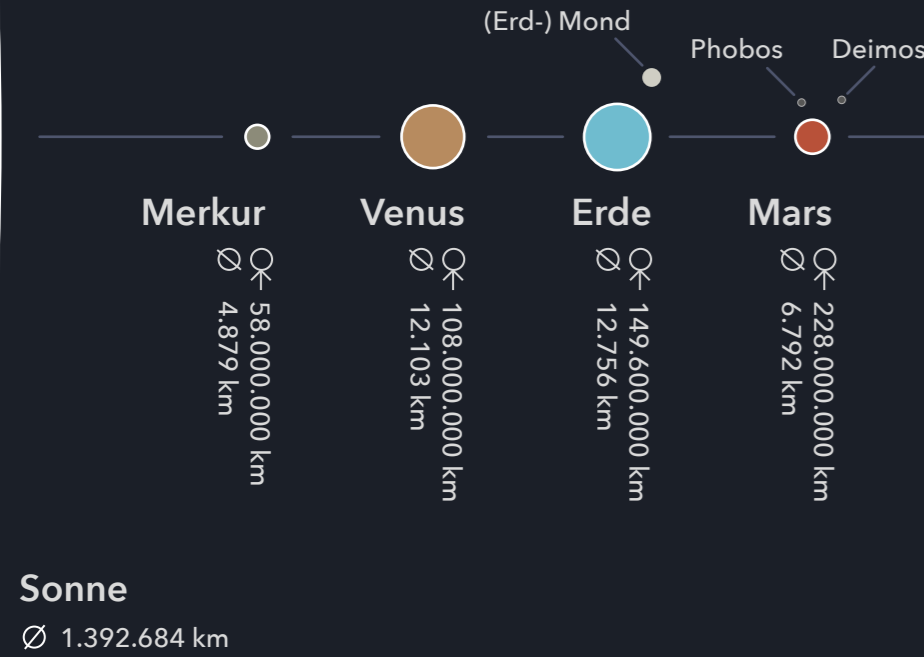 (Erd-) Mond
Phobos
Deimos
Merkur
Venus
Erde
Mars
58.000.000 km
Ø 4.879 km
108.000.000 km
Ø 12.103 km
149.600.000 km
Ø 12.756 km
228.000.000 km
Ø 6.792 km
Sonne
Ø 1.392.684 km